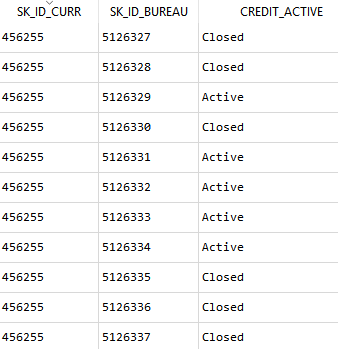 SK_ID_CURR SK_ID_BUREAU CREDIT_ACTIVE
456255 5126327 Closed
456255 5126328 Closed
456255 5126329 Active
456255 5126330 Closed
456255 5126331 Active
456255 5126332 Active
456255 5126333 Active
456255 5126334 Active
456255 5126335 Closed
456255 5126336 Closed
456255 5126337 Closed